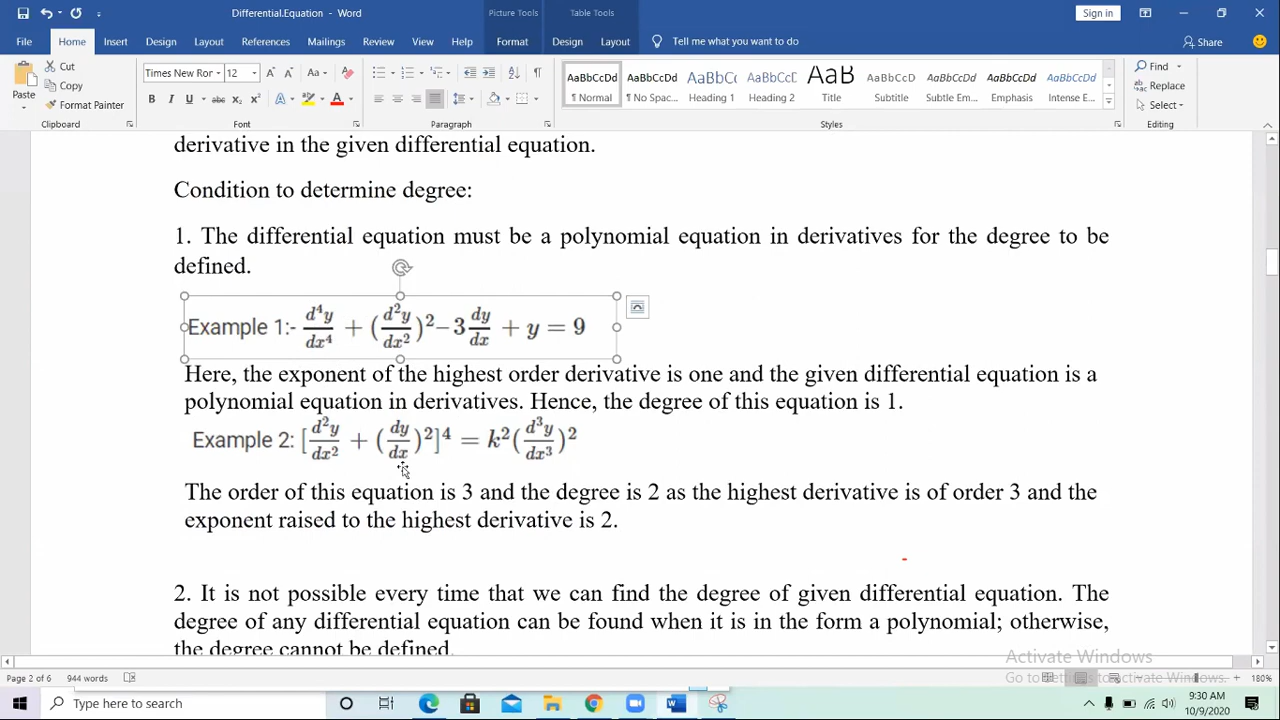 Differential.Equation - Word
Picture Tools
Table Tools
Sign in
File Home Insert Design Layout References Mailings Review View Help Format Design Layout Tell me what you want to do Share
Paste
Cut
Copy
Format Painter
Clipboard
Times New Ror 12
B I U abc x₂ x²
Font
Paragraph
AaBbCcDd AaBbCcDd AaBbCc AaBbCcC AaB AaBbCcD AaBbCcDd AaBbCcDd AaBbCcDd
¶ Normal ¶ No Spac... Heading 1 Heading 2 Title Subtitle Subtle Em... Emphasis Intense E...
Styles
Find
Replace
Select
Editing
derivative in the given differential equation.
Condition to determine degree:
1. The differential equation must be a polynomial equation in derivatives for the degree to be
defined.
Example 1:- d⁴y/dx⁴ + (d²y/dx²)² – 3 dy/dx + y = 9
Here, the exponent of the highest order derivative is one and the given differential equation is a
polynomial equation in derivatives. Hence, the degree of this equation is 1.
Example 2: [d²y/dx² + (dy/dx)²]⁴ = k²(d³y/dx³)²
The order of this equation is 3 and the degree is 2 as the highest derivative is of order 3 and the
exponent raised to the highest derivative is 2.
2. It is not possible every time that we can find the degree of given differential equation. The
degree of any differential equation can be found when it is in the form a polynomial; otherwise,
the degree cannot be defined.
Activate Windows
Go to Settings to activate Windows.
Page 2 of 6 944 words 180%
Type here to search
9:30 AM
10/9/2020